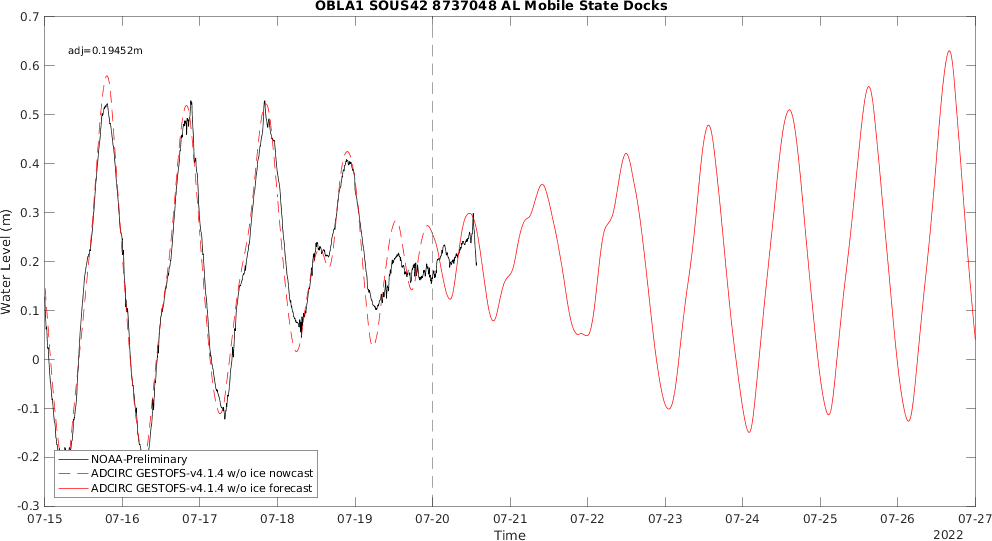 OBLA1 SOUS42 8737048 AL Mobile State Docks
adj=0.19452m
0.7
0.6
0.5
0.4
0.3
0.2
0.1
0
-0.1
-0.2
-0.3
Water Level (m)
NOAA-Preliminary
ADCIRC GESTOFS-v4.1.4 w/o ice nowcast
ADCIRC GESTOFS-v4.1.4 w/o ice forecast
07-15 07-16 07-17 07-18 07-19 07-20 07-21 07-22 07-23 07-24 07-25 07-26 07-27
Time
2022